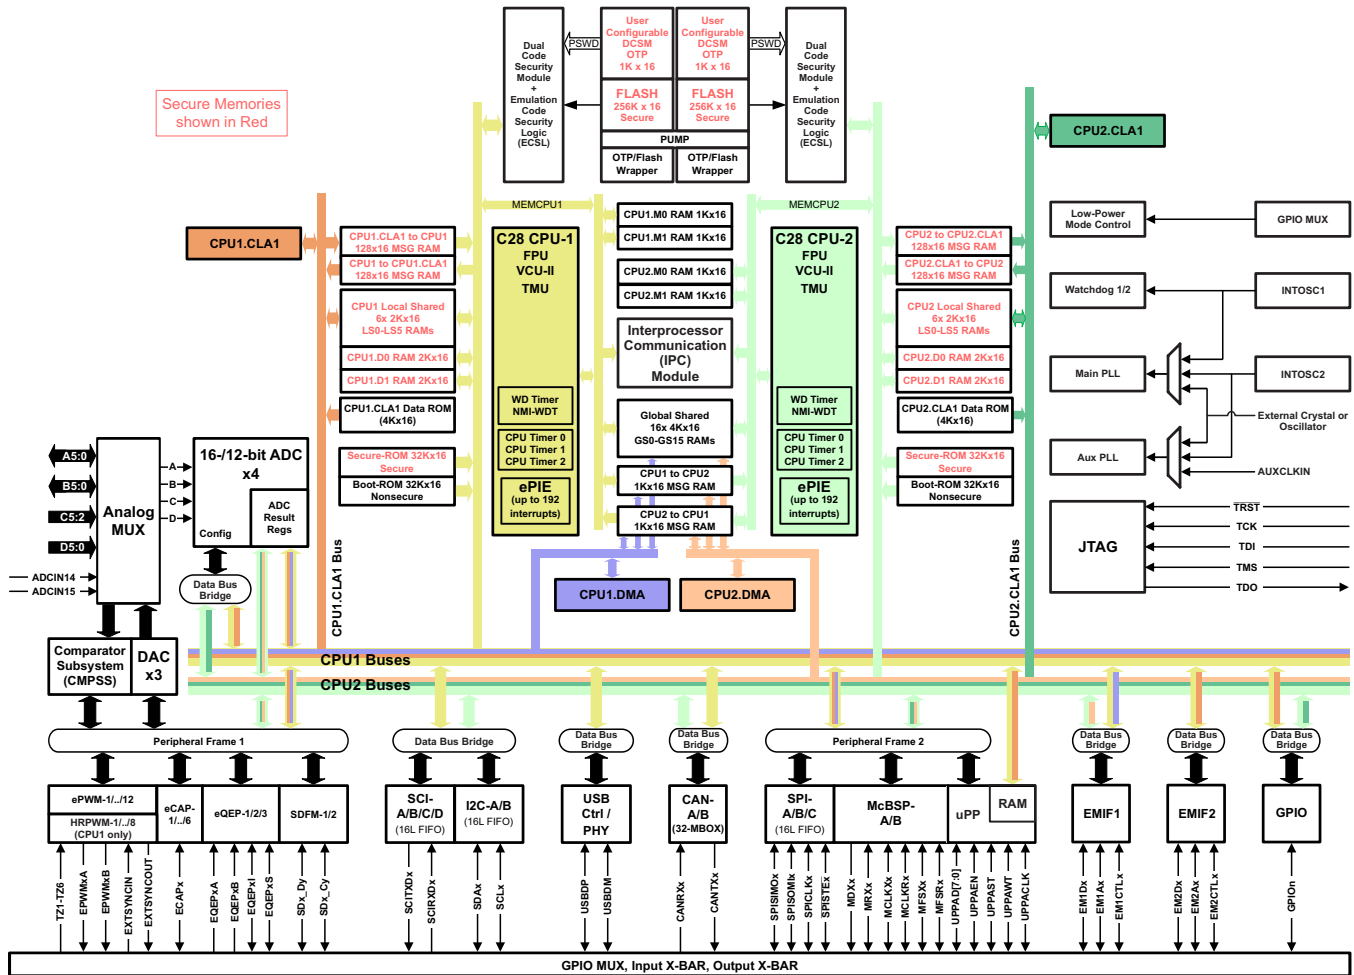 Secure Memories
shown in Red
Dual
Code
Security
Module
+
Emulation
Code
Security
Logic
(ECSL)
PSWD
User
Configurable
DCSM
OTP
1K x 16
User
Configurable
DCSM
OTP
1K x 16
PSWD
FLASH
256K x 16
Secure
FLASH
256K x 16
Secure
PUMP
OTP/Flash
Wrapper
OTP/Flash
Wrapper
Dual
Code
Security
Module
+
Emulation
Code
Security
Logic
(ECSL)
CPU2.CLA1
MEMCPU1
MEMCPU2
CPU1.CLA1
CPU1.CLA1 to CPU1
128x16 MSG RAM
CPU1 to CPU1.CLA1
128x16 MSG RAM
CPU1 Local Shared
6x 2Kx16
LS0-LS5 RAMs
CPU1.D0 RAM 2Kx16
CPU1.D1 RAM 2Kx16
CPU1.CLA1 Data ROM
(4Kx16)
Secure-ROM 32Kx16
Secure
Boot-ROM 32Kx16
Nonsecure
CPU1.CLA1 Bus
C28 CPU-1
FPU
VCU-II
TMU
WD Timer
NMI-WDT
CPU Timer 0
CPU Timer 1
CPU Timer 2
ePIE
(up to 192
interrupts)
CPU1.M0 RAM 1Kx16
CPU1.M1 RAM 1Kx16
CPU2.M0 RAM 1Kx16
CPU2.M1 RAM 1Kx16
Interprocessor
Communication
(IPC)
Module
Global Shared
16x 4Kx16
GS0-GS15 RAMs
CPU1 to CPU2
1Kx16 MSG RAM
CPU2 to CPU1
1Kx16 MSG RAM
CPU1.DMA
CPU2.DMA
C28 CPU-2
FPU
VCU-II
TMU
WD Timer
NMI-WDT
CPU Timer 0
CPU Timer 1
CPU Timer 2
ePIE
(up to 192
interrupts)
CPU2 to CPU2.CLA1
128x16 MSG RAM
CPU2.CLA1 to CPU2
128x16 MSG RAM
CPU2 Local Shared
6x 2Kx16
LS0-LS5 RAMs
CPU2.D0 RAM 2Kx16
CPU2.D1 RAM 2Kx16
CPU2.CLA1 Data ROM
(4Kx16)
Secure-ROM 32Kx16
Secure
Boot-ROM 32Kx16
Nonsecure
CPU2.CLA1 Bus
Low-Power
Mode Control
GPIO MUX
Watchdog 1/2
INTOSC1
Main PLL
INTOSC2
External Crystal or
Oscillator
Aux PLL
AUXCLKIN
JTAG
TRST
TCK
TDI
TMS
TDO
A5:0
B5:0
C5:2
D5:0
ADCIN14
ADCIN15
Analog
MUX
A
B
C
D
16-/12-bit ADC
x4
ADC
Result
Regs
Config
Data Bus
Bridge
Comparator
Subsystem
(CMPSS)
DAC
x3
CPU1 Buses
CPU2 Buses
Peripheral Frame 1
Data Bus Bridge
Data Bus
Bridge
Data Bus
Bridge
Peripheral Frame 2
Data Bus
Bridge
Data Bus
Bridge
Data Bus
Bridge
ePWM-1/../12
HRPWM-1/../8
(CPU1 only)
eCAP-
1/../6
eQEP-1/2/3
SDFM-1/2
SCI-
A/B/C/D
(16L FIFO)
I2C-A/B
(16L FIFO)
USB
Ctrl /
PHY
CAN-
A/B
(32-MBOX)
SPI-
A/B/C
(16L FIFO)
McBSP-
A/B
uPP
RAM
EMIF1
EMIF2
GPIO
TZ1-TZ6
EPWMxA
EPWMxB
EXTSYNCIN
EXTSYNCOUT
ECAPx
EQEPxA
EQEPxB
EQEPxI
EQEPxS
SDx_Dy
SDx_Cy
SCITXDx
SCIRXDx
SDAx
SCLx
USBDP
USBDM
CANRXx
CANTXx
SPISIMOx
SPISOMIx
SPICLKx
SPISTEx
MDXx
MRXx
MCLKXx
MCLKRx
MFSXx
MFSRx
UPPAD[7:0]
UPPAEN
UPPAST
UPPAWT
UPPACLK
EM1Dx
EM1Ax
EM1CTLx
EM2Dx
EM2Ax
EM2CTLx
GPIOn
GPIO MUX, Input X-BAR, Output X-BAR